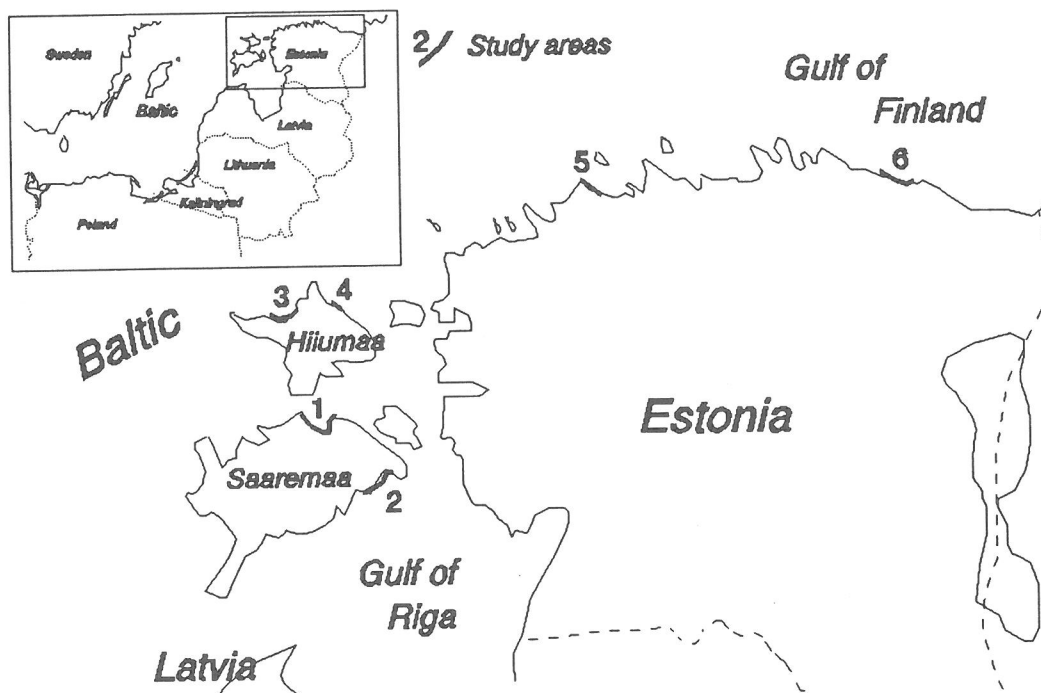 Sweden
Estonia
Baltic
Latvia
Lithuania
Kaliningrad
Poland
2 Study areas
Gulf of
Finland
5
6
3
4
Baltic
Hiiumaa
1
Estonia
Saaremaa
2
Gulf of
Riga
Latvia